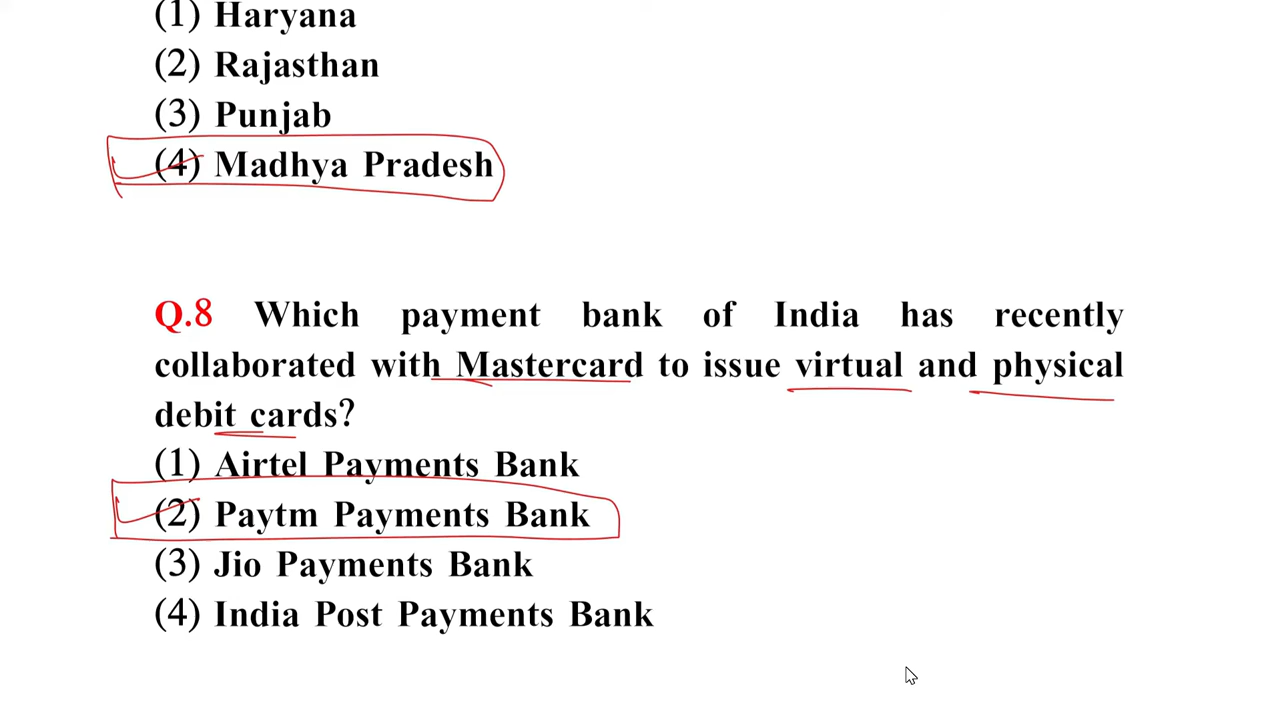 (1) Haryana
(2) Rajasthan
(3) Punjab
(4) Madhya Pradesh
Q.8 Which payment bank of India has recently
collaborated with Mastercard to issue virtual and physical
debit cards?
(1) Airtel Payments Bank
(2) Paytm Payments Bank
(3) Jio Payments Bank
(4) India Post Payments Bank